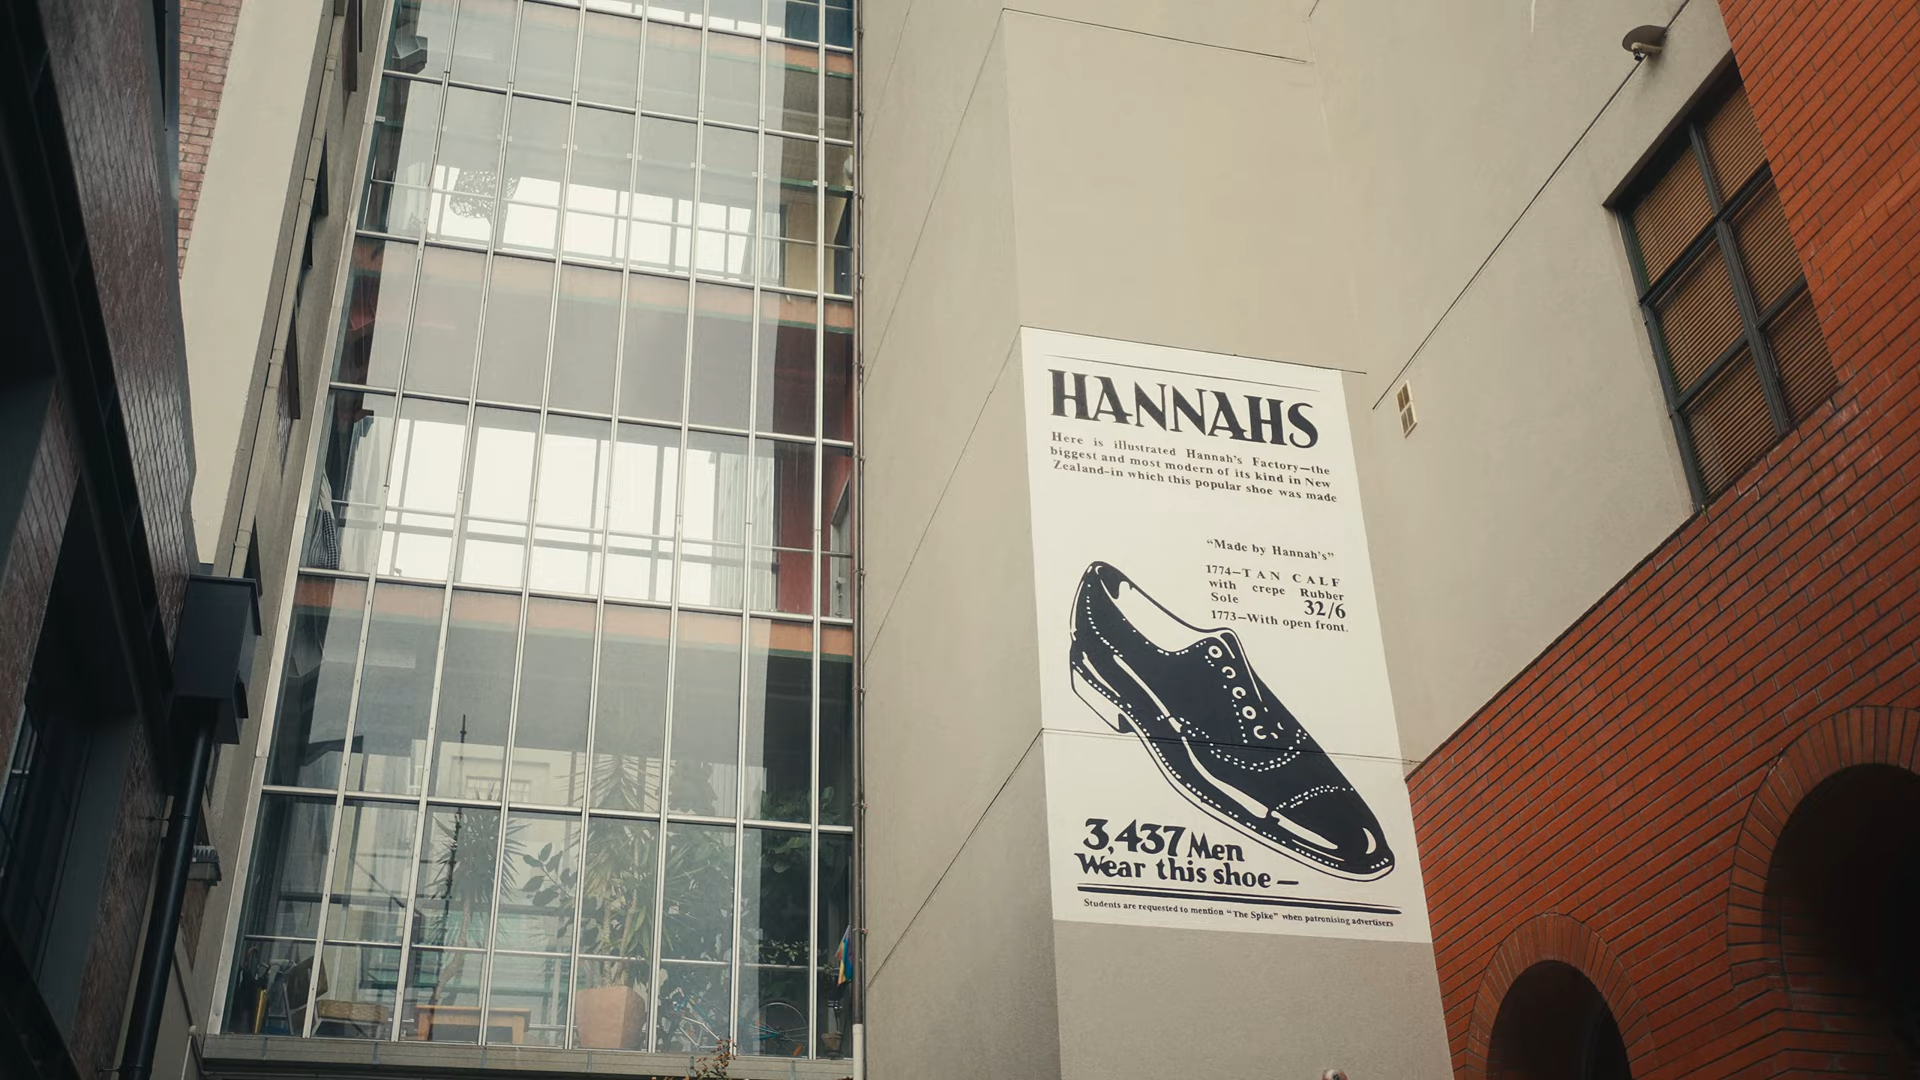 HANNAHS
Here is illustrated Hannah's Factory—the
biggest and most modern of its kind in New
Zealand–in which this popular shoe was made
"Made by Hannah's"
1774–TAN CALF
with crepe Rubber
Sole 32/6
1773–With open front.
3,437 Men
Wear this shoe —
Students are requested to mention "The Spike" when patronising advertisers